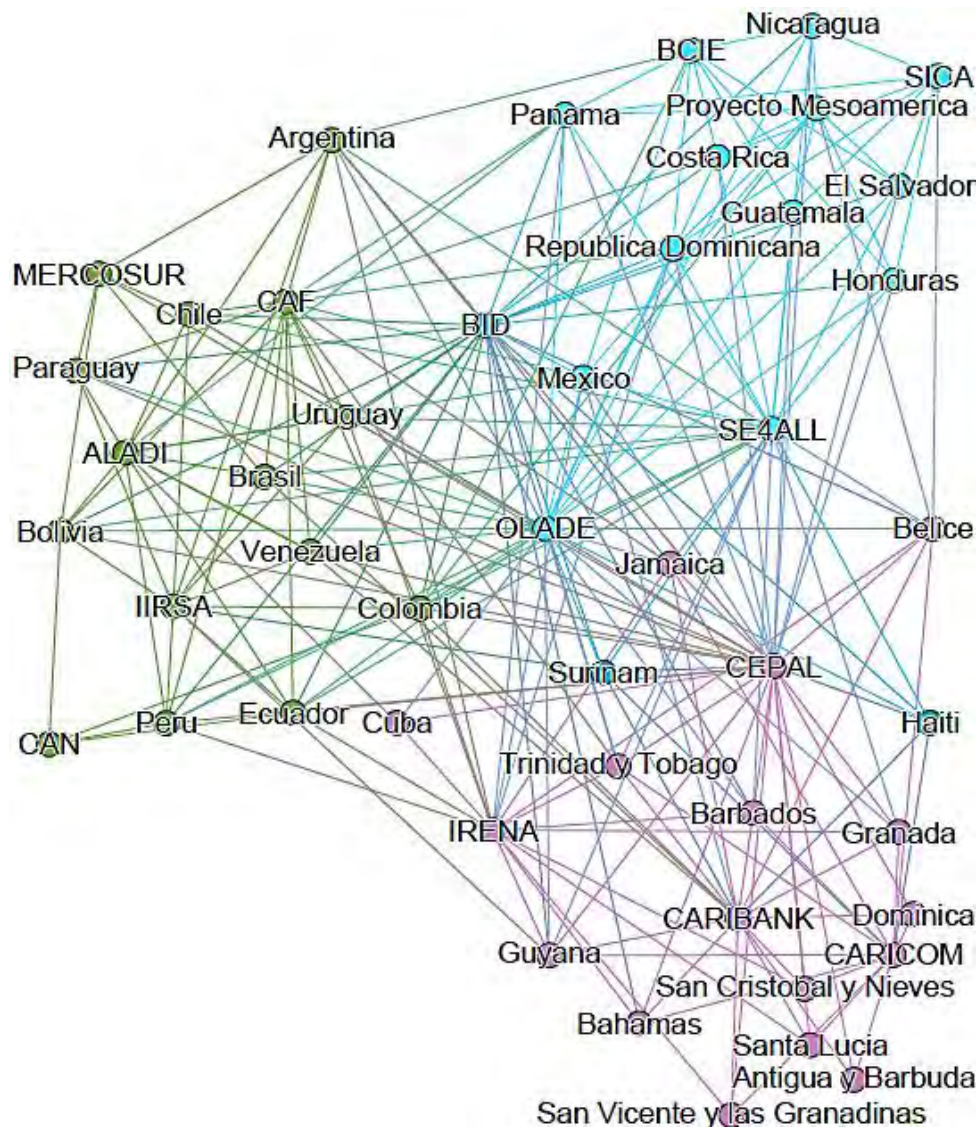 Nicaragua
BCIE
SICA
Panama
Proyecto Mesoamerica
Argentina
Costa Rica
El Salvador
Guatemala
Republica Dominicana
MERCOSUR
Honduras
CAF
Chile
BID
Paraguay
Mexico
Uruguay
SE4ALL
ALADI
Brasil
Bolivia
OLADE
Belice
Venezuela
Jamaica
IIRSA
Colombia
CEPAL
Surinam
Ecuador
Peru
Cuba
Haiti
CAN
Trinidad y Tobago
Barbados
IRENA
Granada
CARIBANK
Dominica
Guyana
CARICOM
San Cristobal y Nieves
Bahamas
Santa Lucia
Antigua y Barbuda
San Vicente y las Granadinas